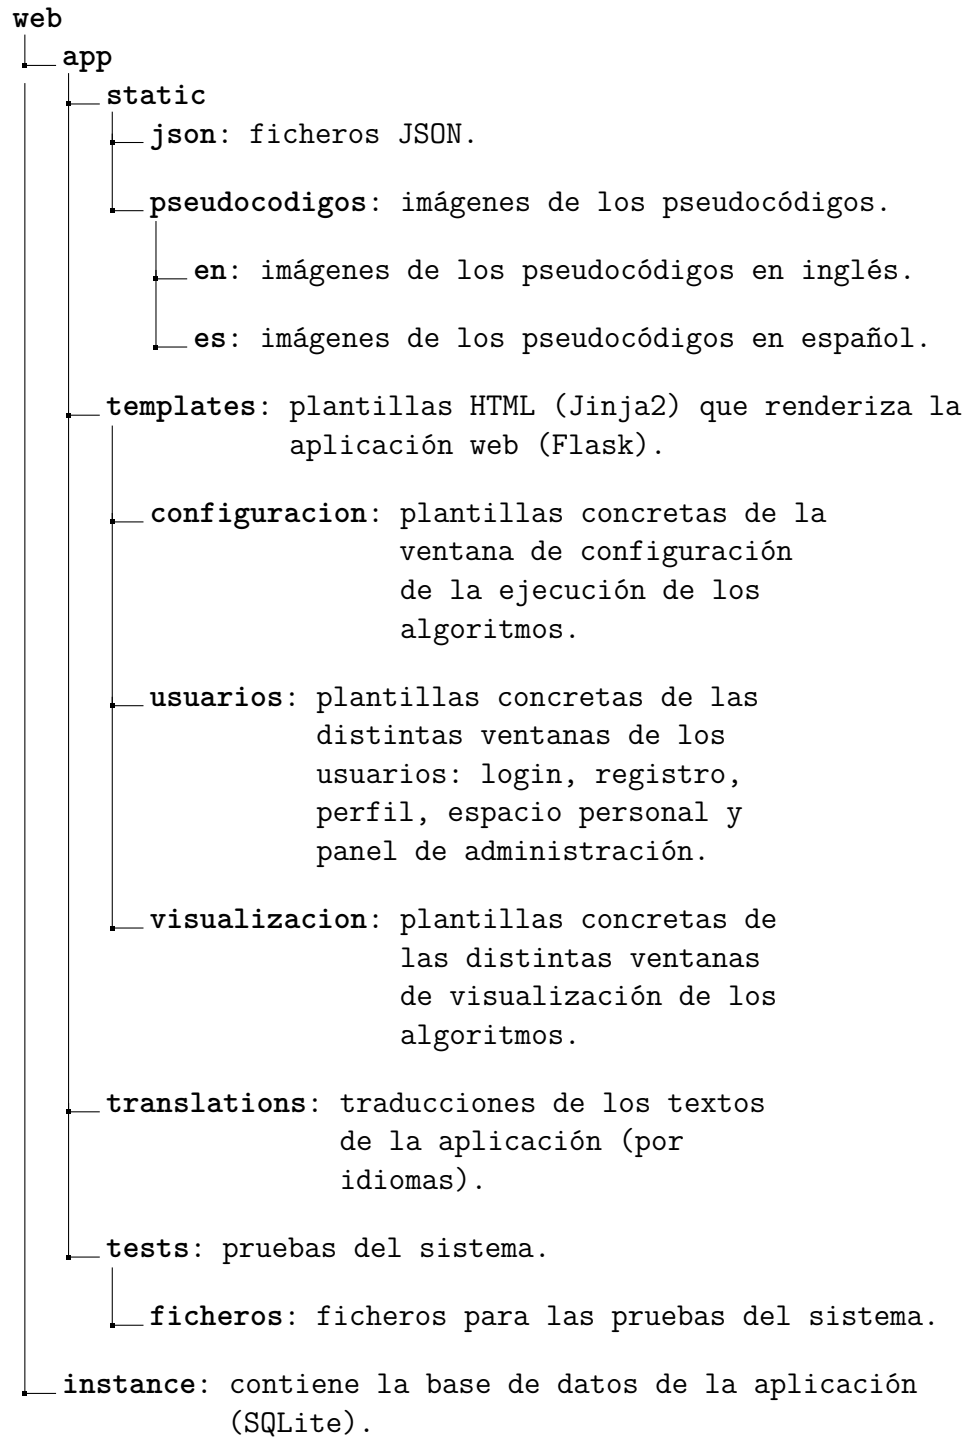 web
app
static
json: ficheros JSON.
pseudocodigos: imágenes de los pseudocódigos.
en: imágenes de los pseudocódigos en inglés.
es: imágenes de los pseudocódigos en español.
templates: plantillas HTML (Jinja2) que renderiza la
aplicación web (Flask).
configuracion: plantillas concretas de la
ventana de configuración
de la ejecución de los
algoritmos.
usuarios: plantillas concretas de las
distintas ventanas de los
usuarios: login, registro,
perfil, espacio personal y
panel de administración.
visualizacion: plantillas concretas de
las distintas ventanas
de visualización de los
algoritmos.
translations: traducciones de los textos
de la aplicación (por
idiomas).
tests: pruebas del sistema.
ficheros: ficheros para las pruebas del sistema.
instance: contiene la base de datos de la aplicación
(SQLite).